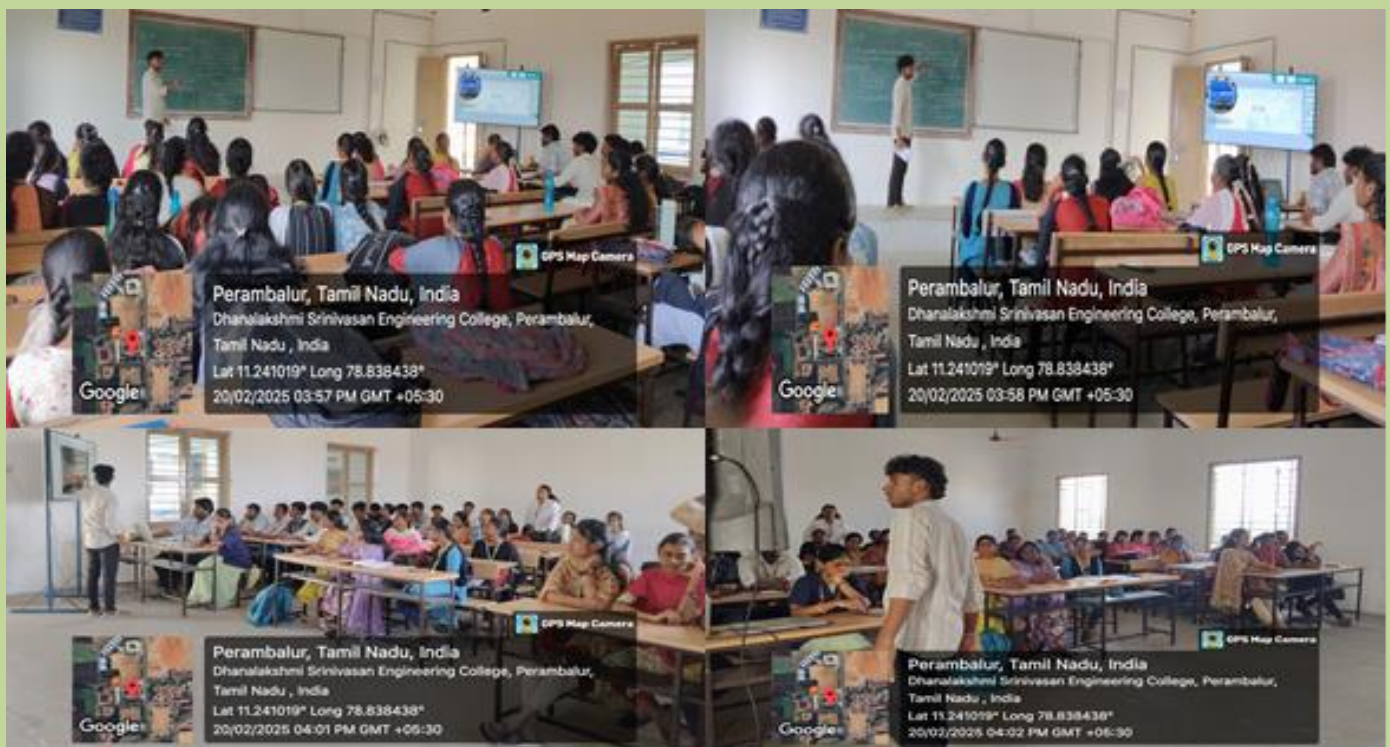 GPS Map Camera
Perambalur, Tamil Nadu, India
Dhanalakshmi Srinivasan Engineering College, Perambalur,
Tamil Nadu , India
Lat 11.241019° Long 78.838438°
20/02/2025 03:57 PM GMT +05:30
Google
GPS Map Camera
Perambalur, Tamil Nadu, India
Dhanalakshmi Srinivasan Engineering College, Perambalur,
Tamil Nadu , India
Lat 11.241019° Long 78.838438°
20/02/2025 03:58 PM GMT +05:30
Google
GPS Map Camera
Perambalur, Tamil Nadu, India
Dhanalakshmi Srinivasan Engineering College, Perambalur,
Tamil Nadu , India
Lat 11.241019° Long 78.838438°
20/02/2025 04:01 PM GMT +05:30
Google
GPS Map Camera
Perambalur, Tamil Nadu, India
Dhanalakshmi Srinivasan Engineering College, Perambalur,
Tamil Nadu , India
Lat 11.241019° Long 78.838438°
20/02/2025 04:02 PM GMT +05:30
Google